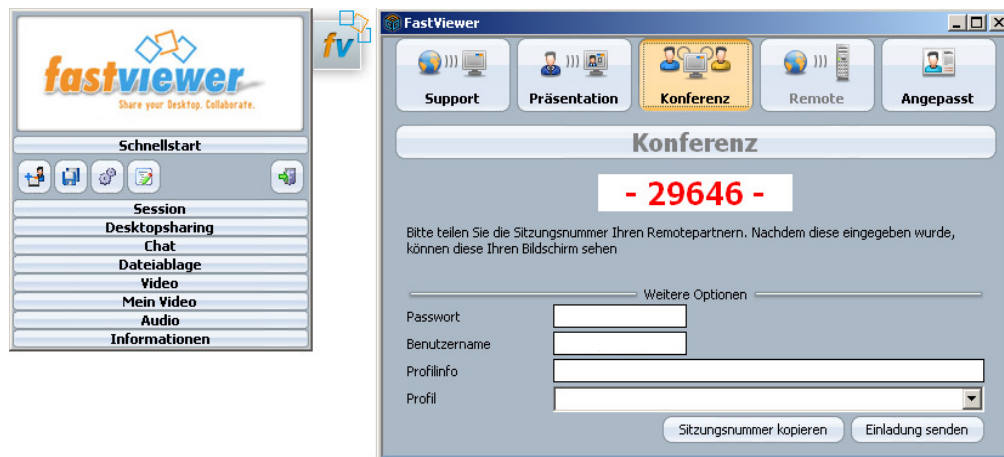 fastviewer
Share your Desktop. Collaborate.
Schnellstart
Session
Desktopsharing
Chat
Dateiablage
Video
Mein Video
Audio
Informationen
fv
FastViewer
Support
Präsentation
Konferenz
Remote
Angepasst
Konferenz
- 29646 -
Bitte teilen Sie die Sitzungsnummer Ihren Remotepartnern. Nachdem diese eingegeben wurde,
können diese Ihren Bildschirm sehen
Weitere Optionen
Passwort
Benutzername
Profilinfo
Profil
Sitzungsnummer kopieren
Einladung senden